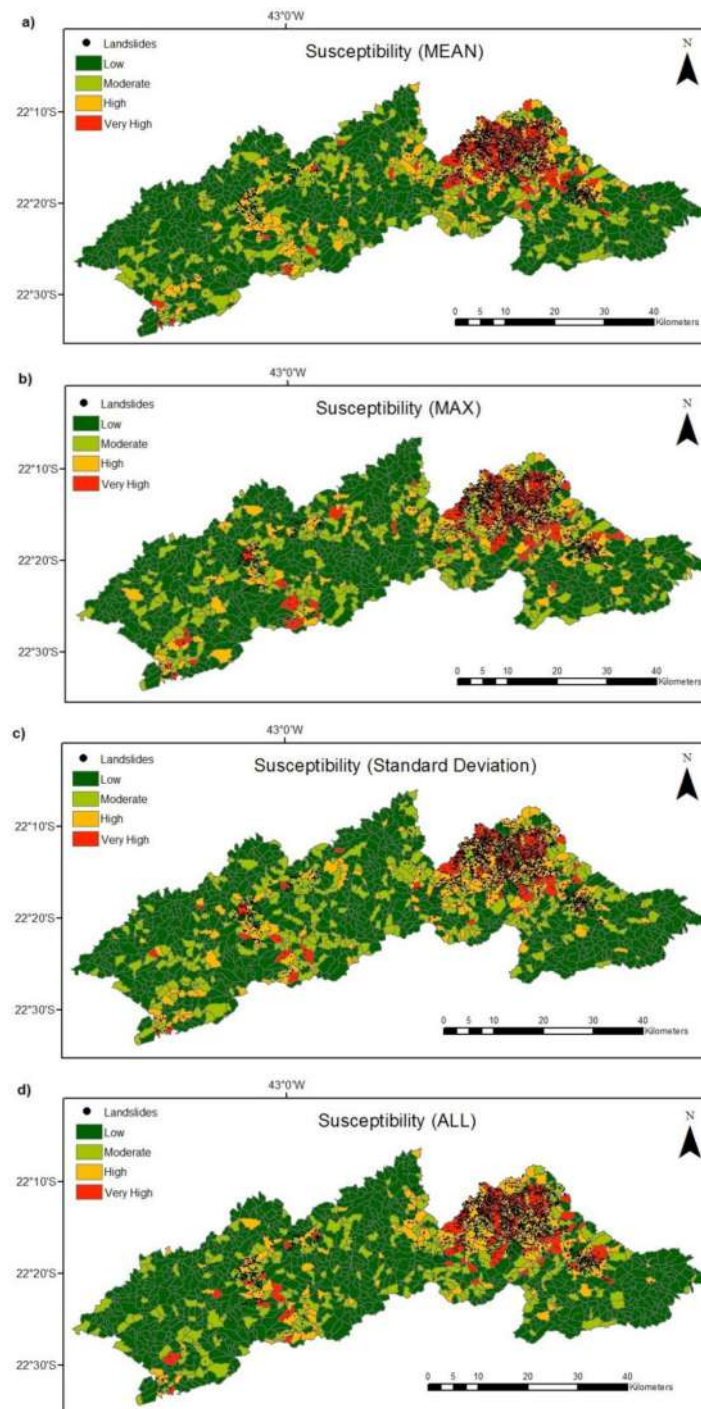 a)
43°0'W
Landslides
Low
Moderate
High
Very High
Susceptibility (MEAN)
N
22°10'S
22°20'S
22°30'S
0 5 10 20 30 40
Kilometers
b)
43°0'W
Landslides
Low
Moderate
High
Very High
Susceptibility (MAX)
N
22°10'S
22°20'S
22°30'S
0 5 10 20 30 40
Kilometers
c)
43°0'W
Landslides
Low
Moderate
High
Very High
Susceptibility (Standard Deviation)
N
22°10'S
22°20'S
22°30'S
0 5 10 20 30 40
Kilometers
d)
43°0'W
Landslides
Low
Moderate
High
Very High
Susceptibility (ALL)
N
22°10'S
22°20'S
22°30'S
0 5 10 20 30 40
Kilometers